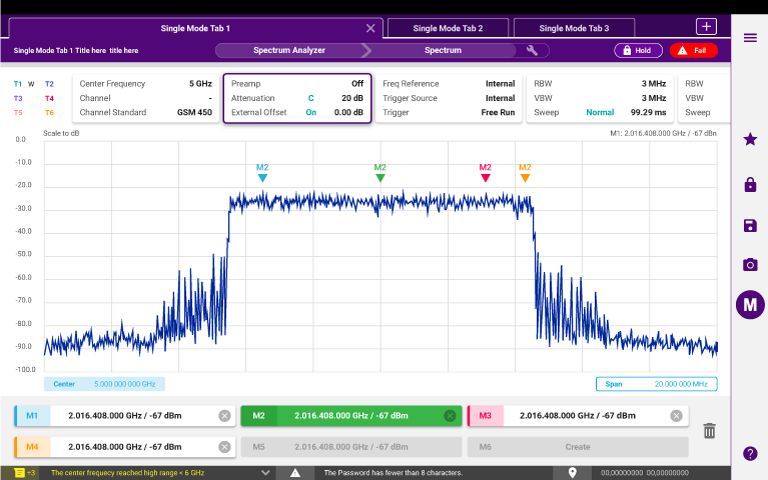 Single Mode Tab 1
Single Mode Tab 2
Single Mode Tab 3
Single Mode Tab 1 Title here title here
Spectrum Analyzer
Spectrum
Hold
Fail
T1 W T2
T3 T4
T5 T6
Center Frequency 5 GHz
Channel -
Channel Standard GSM 450
Preamp Off
Attenuation C 20 dB
External Offset On 0.00 dB
Freq Reference Internal
Trigger Source Internal
Trigger Free Run
RBW 3 MHz
VBW 3 MHz
Sweep Normal 99.29 ms
RBW
VBW
Sweep
Scale to dB
M1: 2.016.408.000 GHz / -67 dBn
0.0
-10.0
-20.0
-30.0
-40.0
-50.0
-60.0
-70.0
-80.0
-90.0
-100.0
M2
M2
M2
M2
Center 5.000 000 000 GHz
Span 20.000 000 MHz
M1 2.016.408.000 GHz / -67 dBm
M2 2.016.408.000 GHz / -67 dBm
M3 2.016.408.000 GHz / -67 dBm
M4 2.016.408.000 GHz / -67 dBm
M5 2.016.408.000 GHz / -67 dBm
M6 Create
M
+3 The center frequecy reached high range < 6 GHz
The Password has fewer than 8 characters.
00,00000000 00,00000000